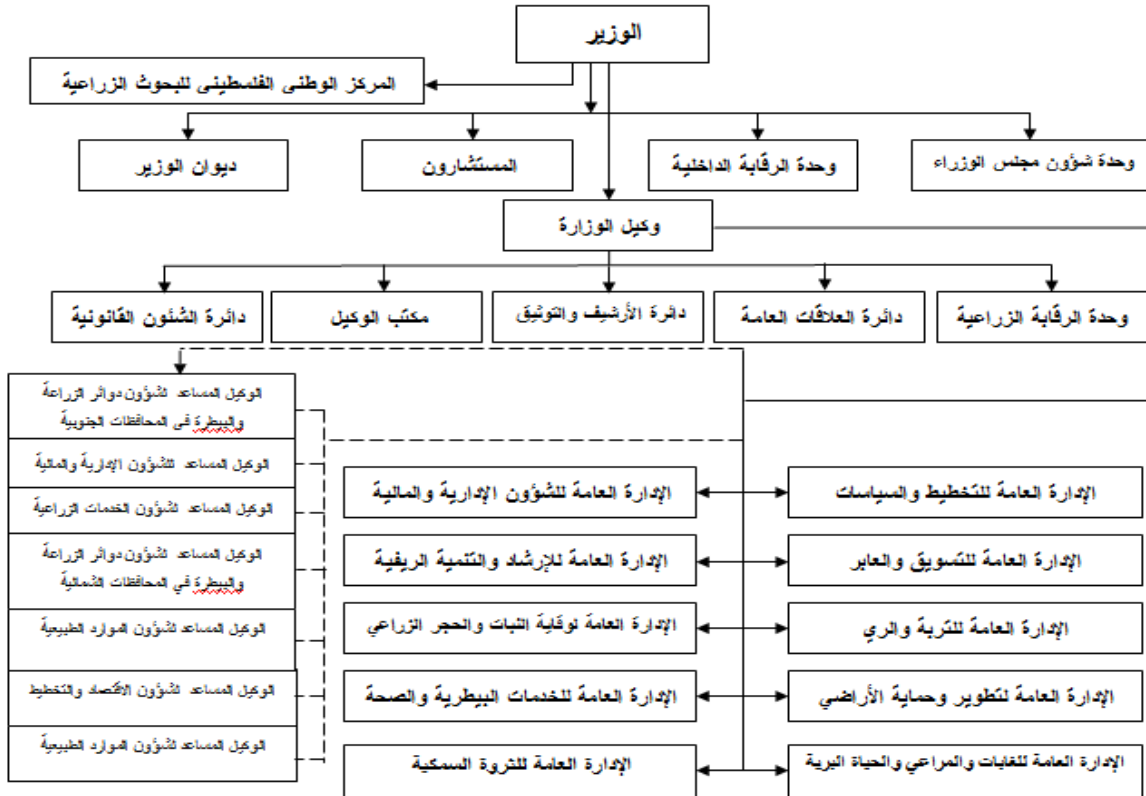 الوزير
المركز الوطنى الفلسطينى للبحوث الزراعية
وحدة شؤون مجلس الوزراء
وحدة الرقابة الداخلية
المستشارون
ديوان الوزير
وكيل الوزارة
وحدة الرقابة الزراعية
دائرة العلاقات العامة
دائرة الأرشيف والتوثيق
مكتب الوكيل
دائرة الشئون القانونية
الوكيل المساعد لشؤون دوائر الزراعة
والبيطرة فى المحافظات الجنوبية
الوكيل المساعد للشؤون الإدارية والمالية
الوكيل المساعد لشؤون الخدمات الزراعية
الوكيل المساعد لشؤون دوائر الزراعة
والبيطرة في المحافظات الشمالية
الوكيل المساعد لشؤون الموارد الطبيعية
الوكيل المساعد لشؤون الاقتصاد والتخطيط
الوكيل المساعد لشؤون الموارد الطبيعية
الإدارة العامة للتخطيط والسياسات
الإدارة العامة للشؤون الإدارية والمالية
الإدارة العامة للتسويق والعابر
الإدارة العامة للإرشاد والتنمية الريفية
الإدارة العامة للتربة والري
الإدارة العامة لوقاية النبات والحجر الزراعي
الإدارة العامة لتطوير وحماية الأراضي
الإدارة العامة للخدمات البيطرية والصحة
الإدارة العامة للغابات والمراعي والحياة البرية
الإدارة العامة للثروة السمكية